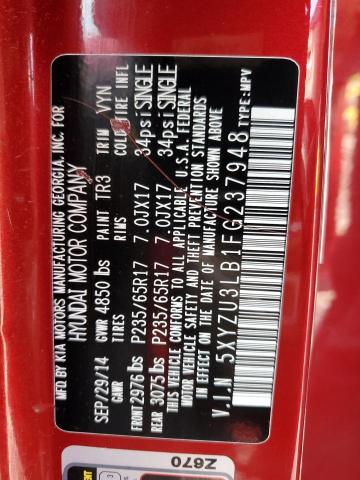 MFD.BY KIA MOTORS MANUFACTURING GEORGIA, INC. FOR
HYUNDAI MOTOR COMPANY
SEP/29/14 GVWR 4850 lbs PAINT TR3 TRIM VYN
GAWR TIRES RIMS COLD TIRE INFL
FRONT 2976 lbs P235/65R17 7.0JX17 34psi SINGLE
REAR 3075 lbs P235/65R17 7.0JX17 34psi SINGLE
THIS VEHICLE CONFORMS TO ALL APPLICABLE U.S.A. FEDERAL
MOTOR VEHICLE SAFETY AND THEFT PREVENTION STANDARDS
IN EFFECT ON THE DATE OF MANUFACTURE SHOWN ABOVE.
V.I.N 5XYZU3LB1FG237948 TYPE:MPV
Z670